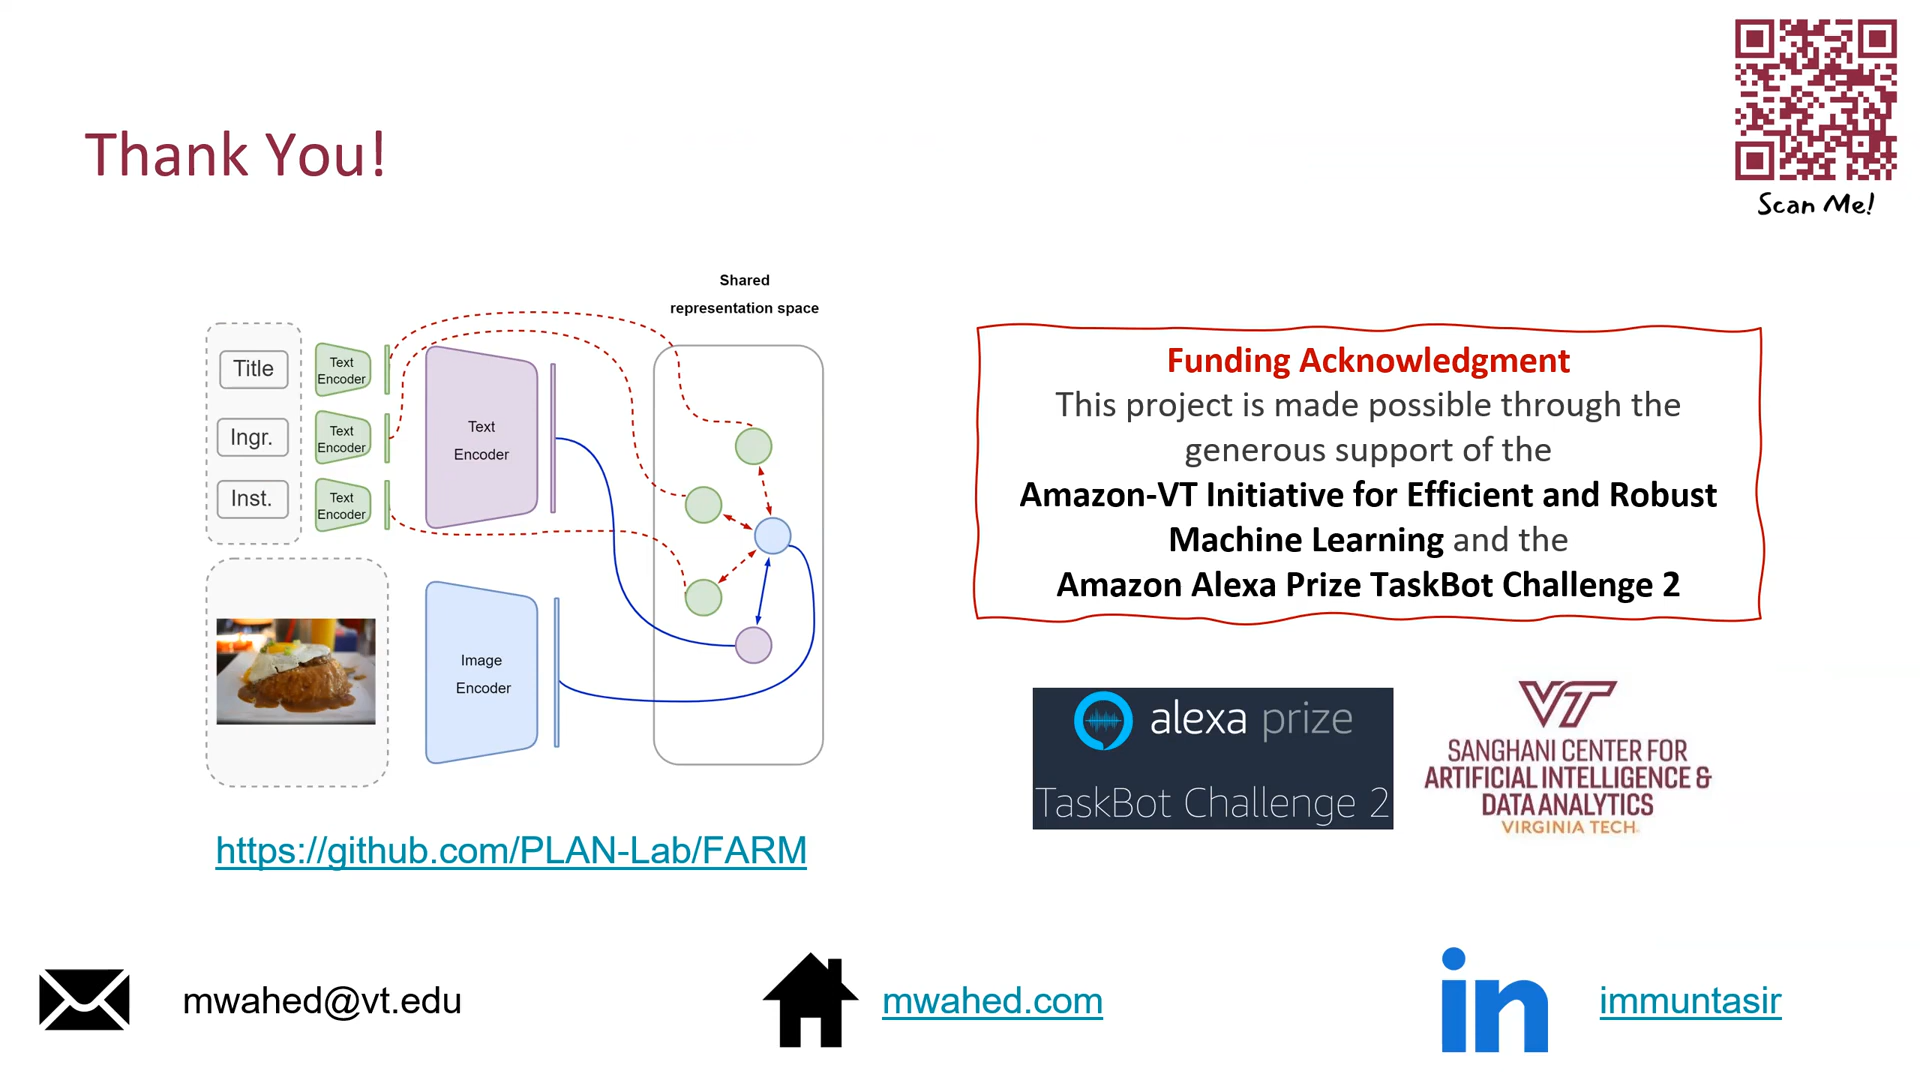 Scan Me!
Thank You!
Shared
representation space
Title
Text
Encoder
Ingr.
Text
Encoder
Inst.
Text
Encoder
Text
Encoder
Image
Encoder
https://github.com/PLAN-Lab/FARM
Funding Acknowledgment
This project is made possible through the
generous support of the
Amazon-VT Initiative for Efficient and Robust
Machine Learning and the
Amazon Alexa Prize TaskBot Challenge 2
alexa prize
TaskBot Challenge 2
VT
SANGHANI CENTER FOR
ARTIFICIAL INTELLIGENCE &
DATA ANALYTICS
VIRGINIA TECH
mwahed@vt.edu
mwahed.com
in
immuntasir